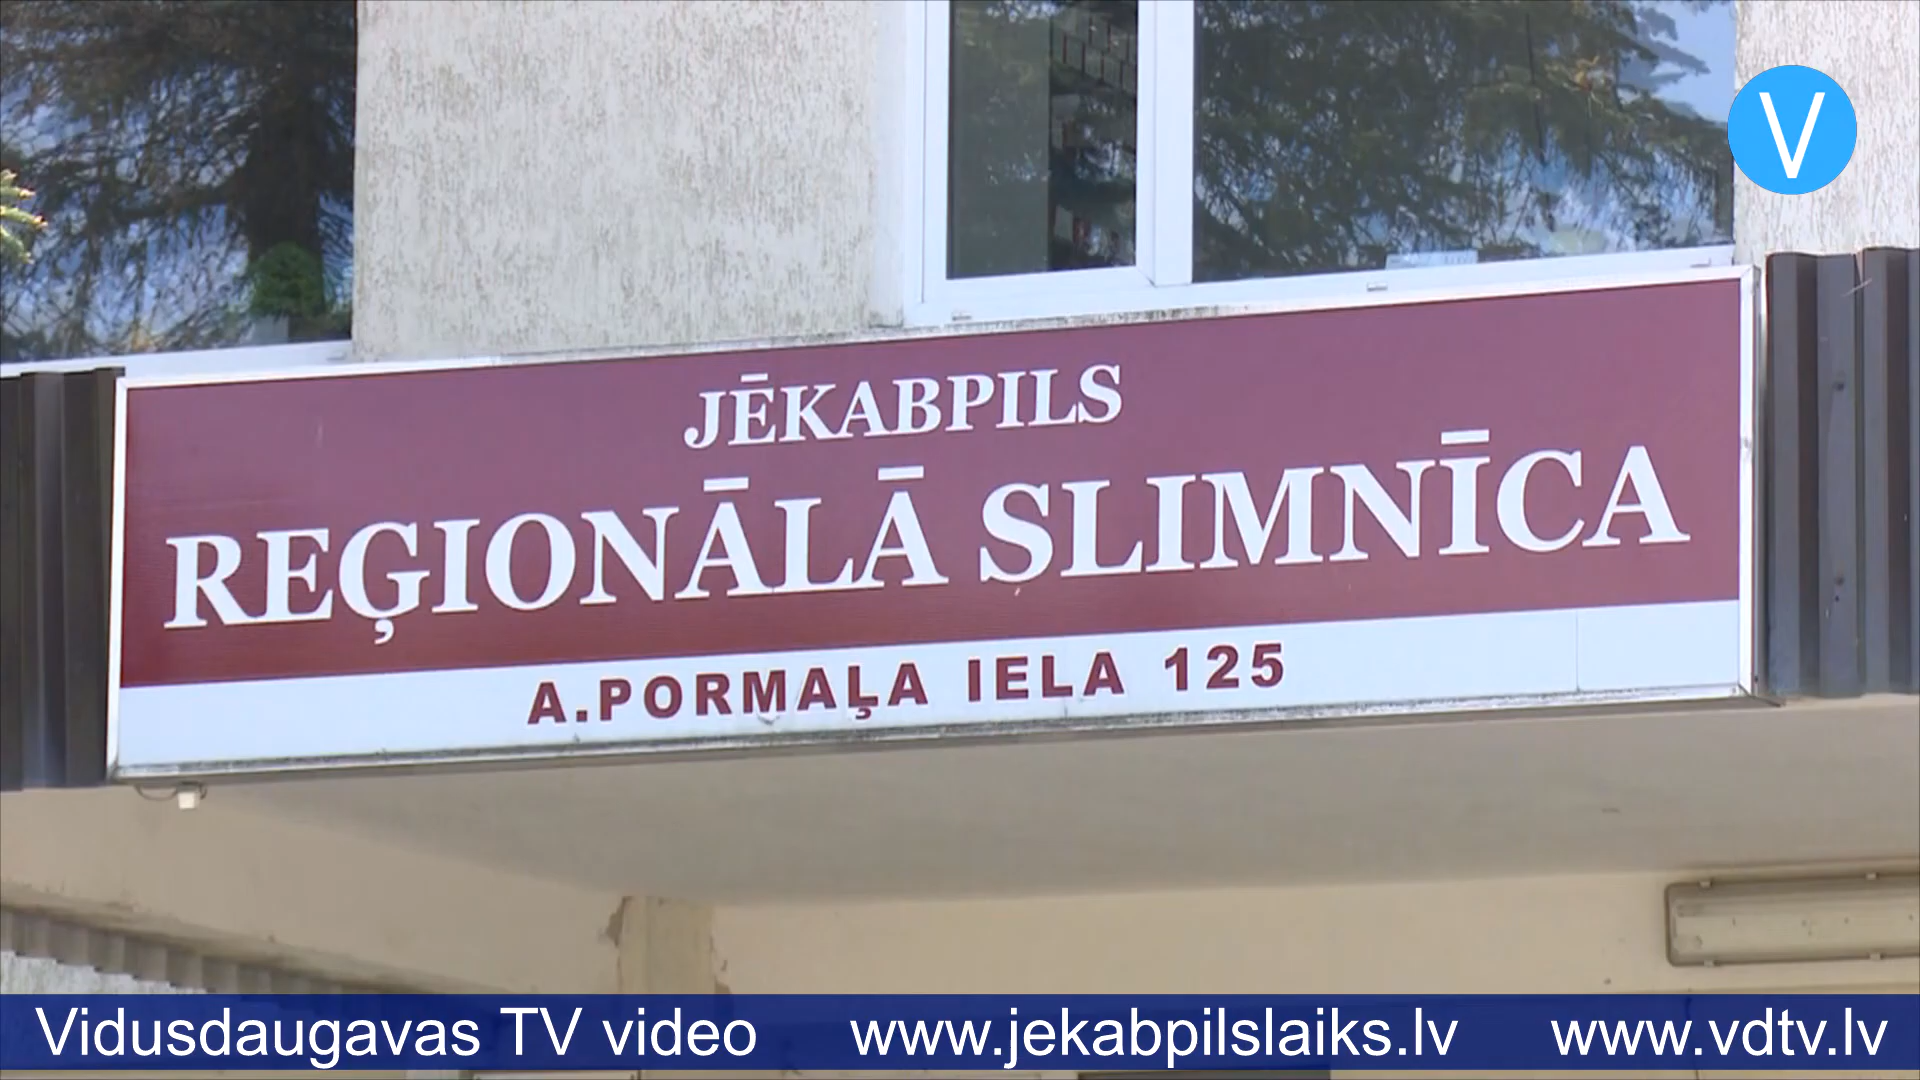 V
JĒKABPILS
REĢIONĀLĀ SLIMNĪCA
A.PORMAĻA IELA 125
Vidusdaugavas TV video www.jekabpilslaiks.lv www.vdtv.lv